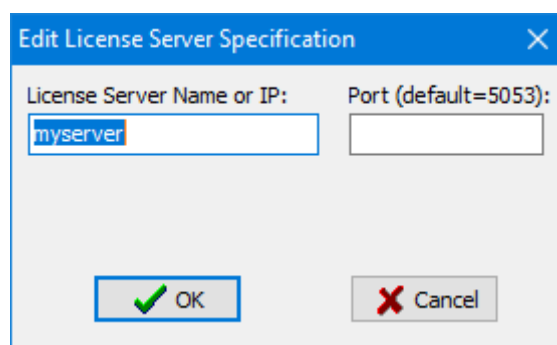 Edit License Server Specification
License Server Name or IP: Port (default=5053):
myserver
OK Cancel